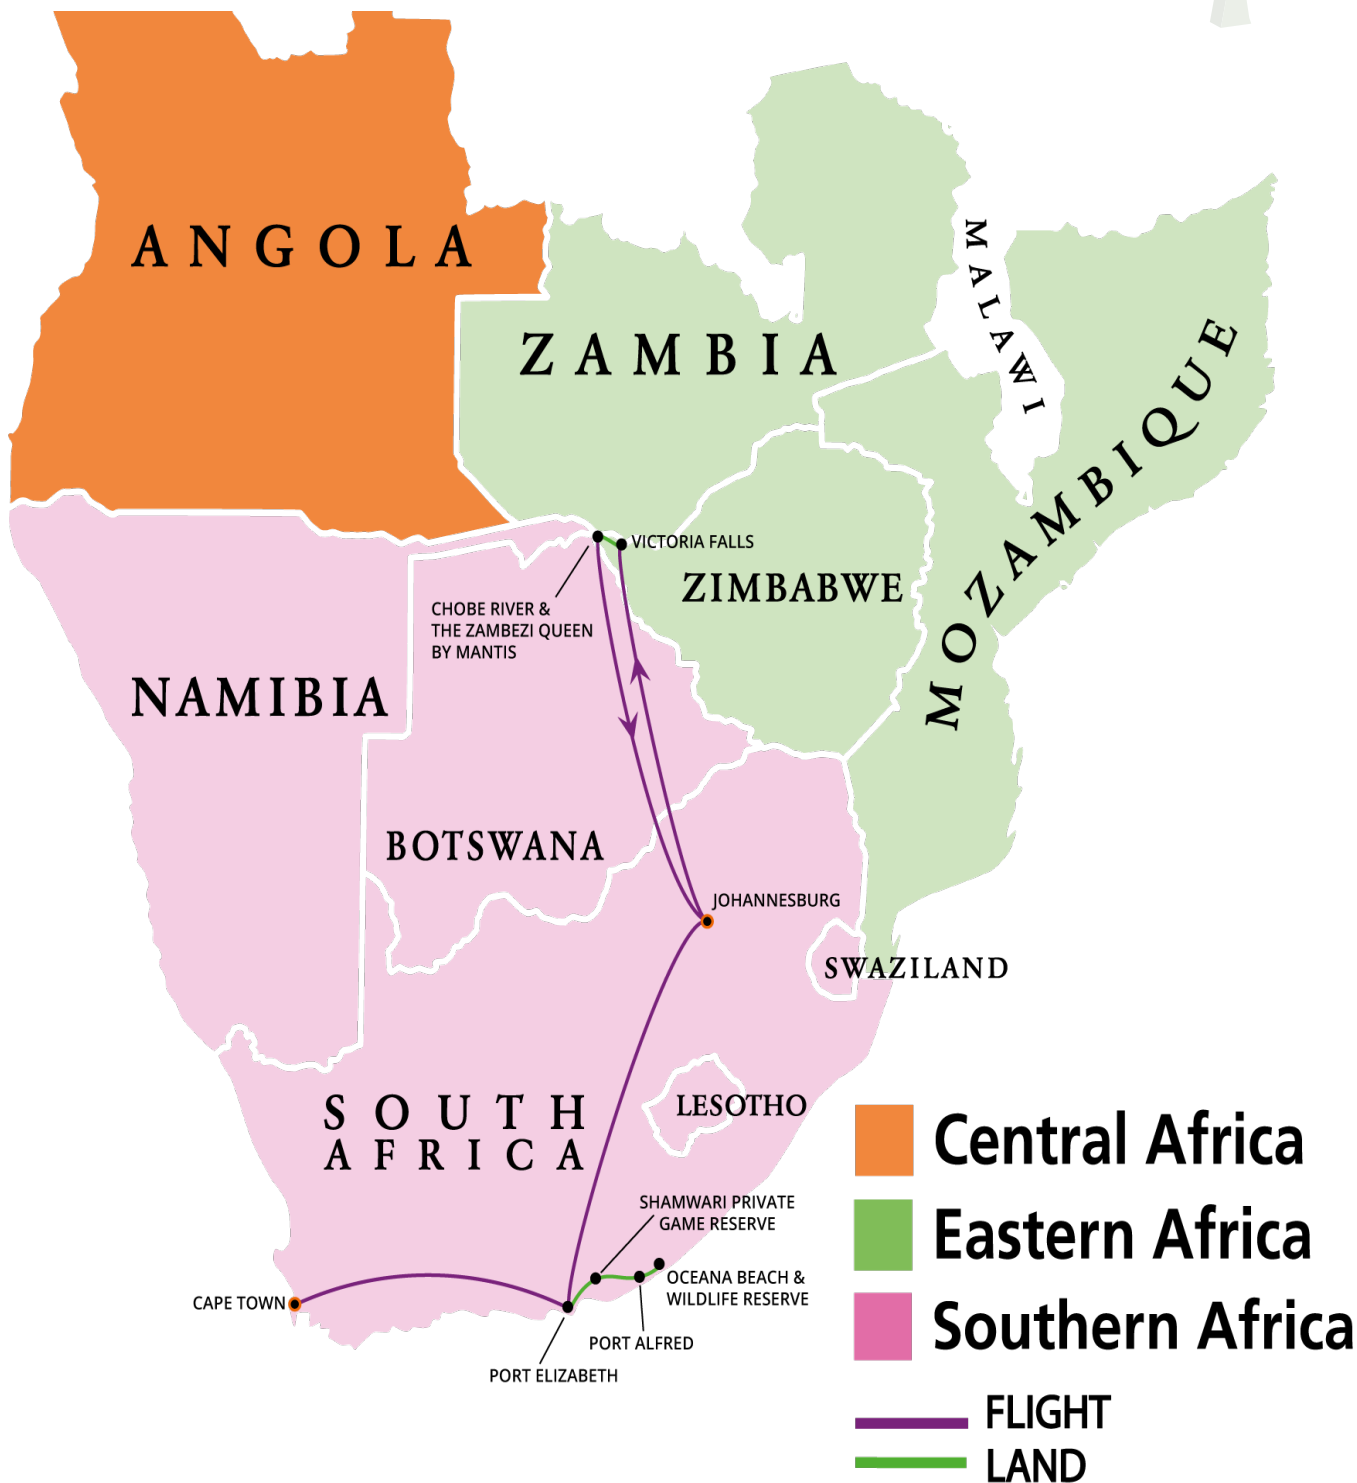 ANGOLA
ZAMBIA
MALAWI
MOZAMBIQUE
VICTORIA FALLS
ZIMBABWE
CHOBE RIVER &
THE ZAMBEZI QUEEN
BY MANTIS
NAMIBIA
BOTSWANA
JOHANNESBURG
SWAZILAND
SOUTH
AFRICA
LESOTHO
SHAMWARI PRIVATE
GAME RESERVE
OCEANA BEACH &
WILDLIFE RESERVE
CAPE TOWN
PORT ALFRED
PORT ELIZABETH
Central Africa
Eastern Africa
Southern Africa
FLIGHT
LAND